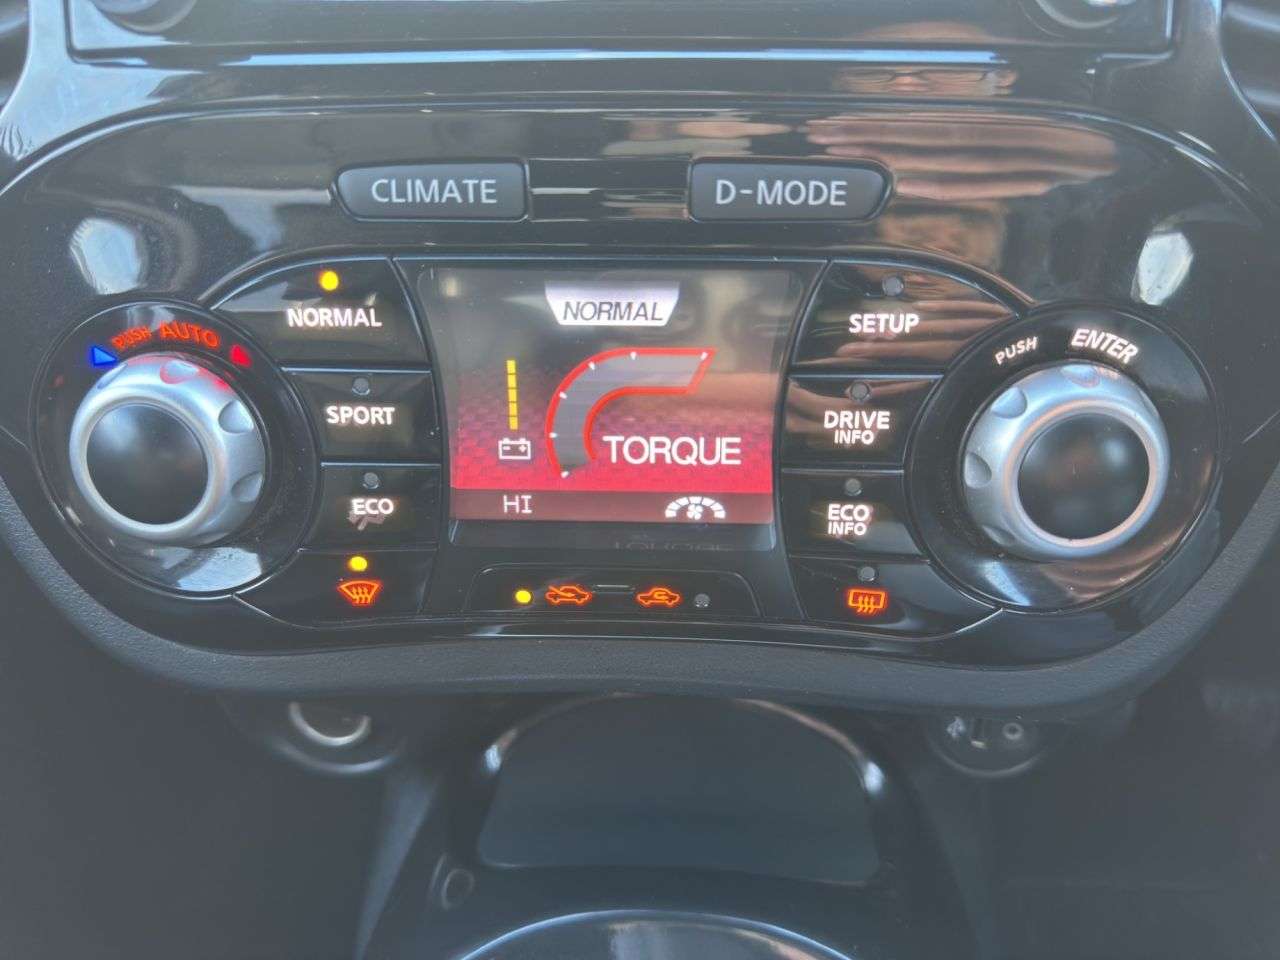 CLIMATE
D-MODE
PUSH AUTO
NORMAL
SPORT
ECO
NORMAL
TORQUE
HI
SETUP
DRIVE
INFO
ECO
INFO
PUSH ENTER